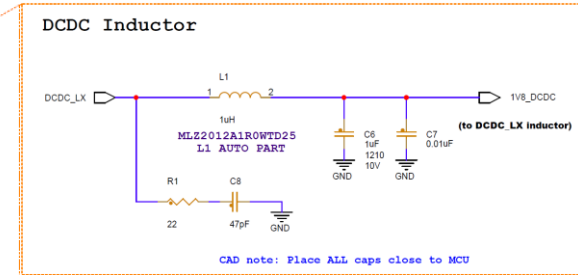 DCDC Inductor
L1
DCDC_LX
1
2
1V8_DCDC
1uH
(to DCDC_LX inductor)
MLZ2012A1R0WTD25
L1 AUTO PART
C6
1uF
1210
10V
C7
0.01uF
GND
GND
R1
C8
22
47pF
GND
CAD note: Place ALL caps close to MCU